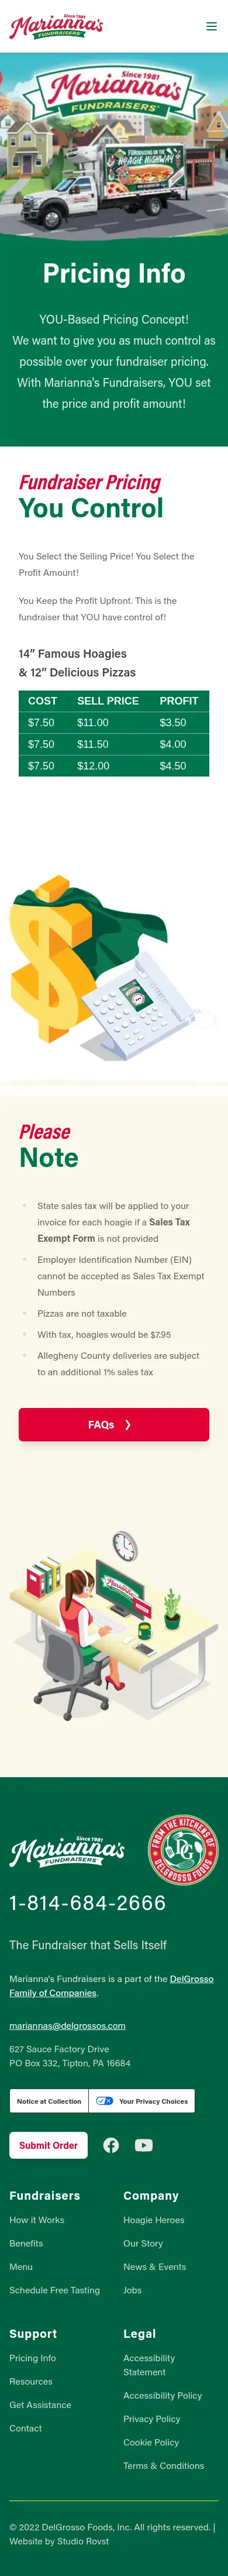 Since 1981
Marianna's
FUNDRAISERS
Since 1981
Marianna's
FUNDRAISERS
FUNDRAISING ON THE
HOAGIE HIGHWAY
Pricing Info
YOU-Based Pricing Concept!
We want to give you as much control as
possible over your fundraiser pricing.
With Marianna's Fundraisers, YOU set
the price and profit amount!
Fundraiser Pricing
You Control
You Select the Selling Price! You Select the
Profit Amount!
You Keep the Profit Upfront. This is the
fundraiser that YOU have control of!
14” Famous Hoagies
& 12” Delicious Pizzas
COST SELL PRICE PROFIT
$7.50 $11.00 $3.50
$7.50 $11.50 $4.00
$7.50 $12.00 $4.50
Please
Note
State sales tax will be applied to your
invoice for each hoagie if a Sales Tax
Exempt Form is not provided
Employer Identification Number (EIN)
cannot be accepted as Sales Tax Exempt
Numbers
Pizzas are not taxable
With tax, hoagies would be $7.95
Allegheny County deliveries are subject
to an additional 1% sales tax
FAQs ❯
Marianna's
Since 1981
Marianna's
FUNDRAISERS
FROM THE KITCHENS OF
DG
DELGROSSO FOODS
1-814-684-2666
The Fundraiser that Sells Itself
Marianna's Fundraisers is a part of the DelGrosso
Family of Companies.
mariannas@delgrossos.com
627 Sauce Factory Drive
PO Box 332, Tipton, PA 16684
Notice at Collection Your Privacy Choices
Submit Order
Fundraisers
How it Works
Benefits
Menu
Schedule Free Tasting
Company
Hoagie Heroes
Our Story
News & Events
Jobs
Support
Pricing Info
Resources
Get Assistance
Contact
Legal
Accessibility
Statement
Accessibility Policy
Privacy Policy
Cookie Policy
Terms & Conditions
© 2022 DelGrosso Foods, Inc. All rights reserved. |
Website by Studio Rovst